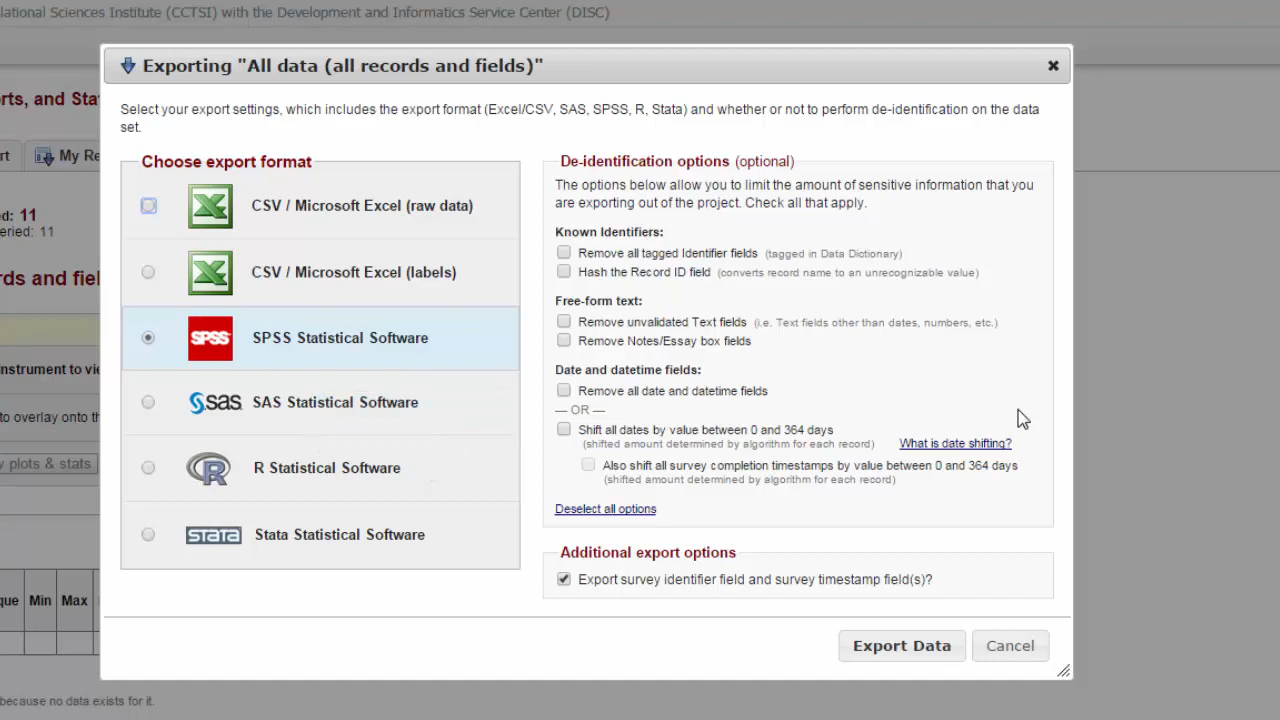 lational Sciences Institute (CCTSI) with the Development and Informatics Service Center (DISC)
Exporting "All data (all records and fields)"
Select your export settings, which includes the export format (Excel/CSV, SAS, SPSS, R, Stata) and whether or not to perform de-identification on the data
set.
rts, and Sta
rt
My Re
ed: 11
eried: 11
rds and fiel
instrument to vie
to overlay onto th
y plots & stats
que Min Max
because no data exists for it.
Choose export format
CSV / Microsoft Excel (raw data)
CSV / Microsoft Excel (labels)
SPSS
SPSS Statistical Software
sas
SAS Statistical Software
R
R Statistical Software
STATA
Stata Statistical Software
De-identification options (optional)
The options below allow you to limit the amount of sensitive information that you
are exporting out of the project. Check all that apply.
Known Identifiers:
Remove all tagged Identifier fields (tagged in Data Dictionary)
Hash the Record ID field (converts record name to an unrecognizable value)
Free-form text:
Remove unvalidated Text fields (i.e. Text fields other than dates, numbers, etc.)
Remove Notes/Essay box fields
Date and datetime fields:
Remove all date and datetime fields
— OR —
Shift all dates by value between 0 and 364 days
(shifted amount determined by algorithm for each record) What is date shifting?
Also shift all survey completion timestamps by value between 0 and 364 days
(shifted amount determined by algorithm for each record)
Deselect all options
Additional export options
Export survey identifier field and survey timestamp field(s)?
Export Data
Cancel